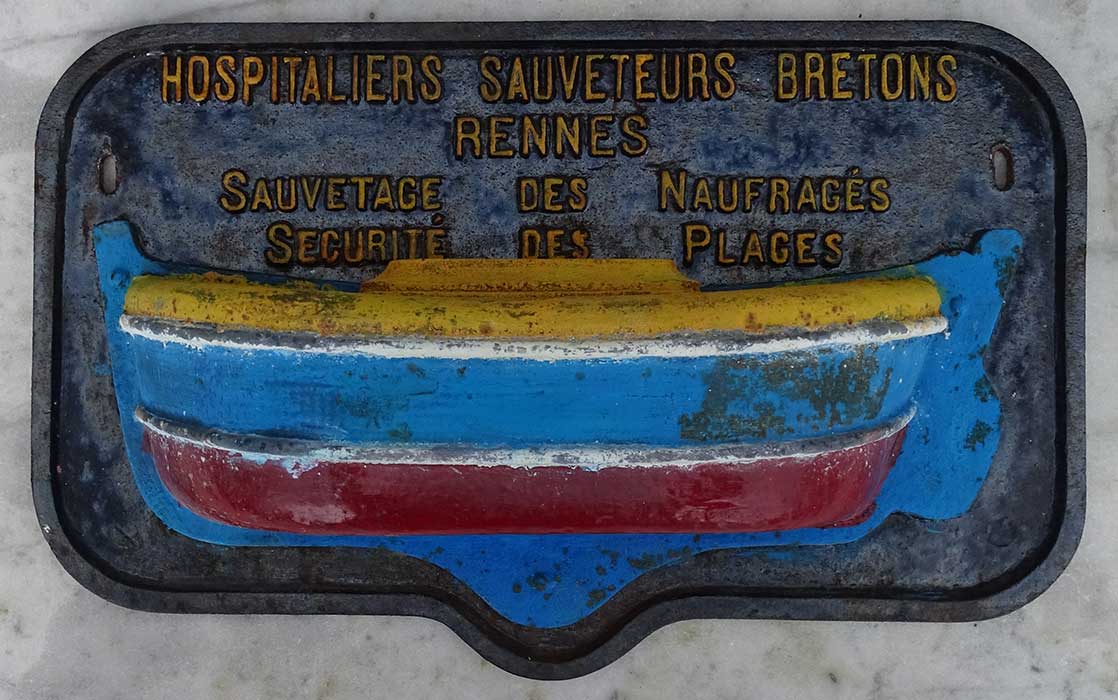 HOSPITALIERS SAUVETEURS BRETONS
RENNES
SAUVETAGE DES NAUFRAGÉS
SECURITÉ DES PLAGES